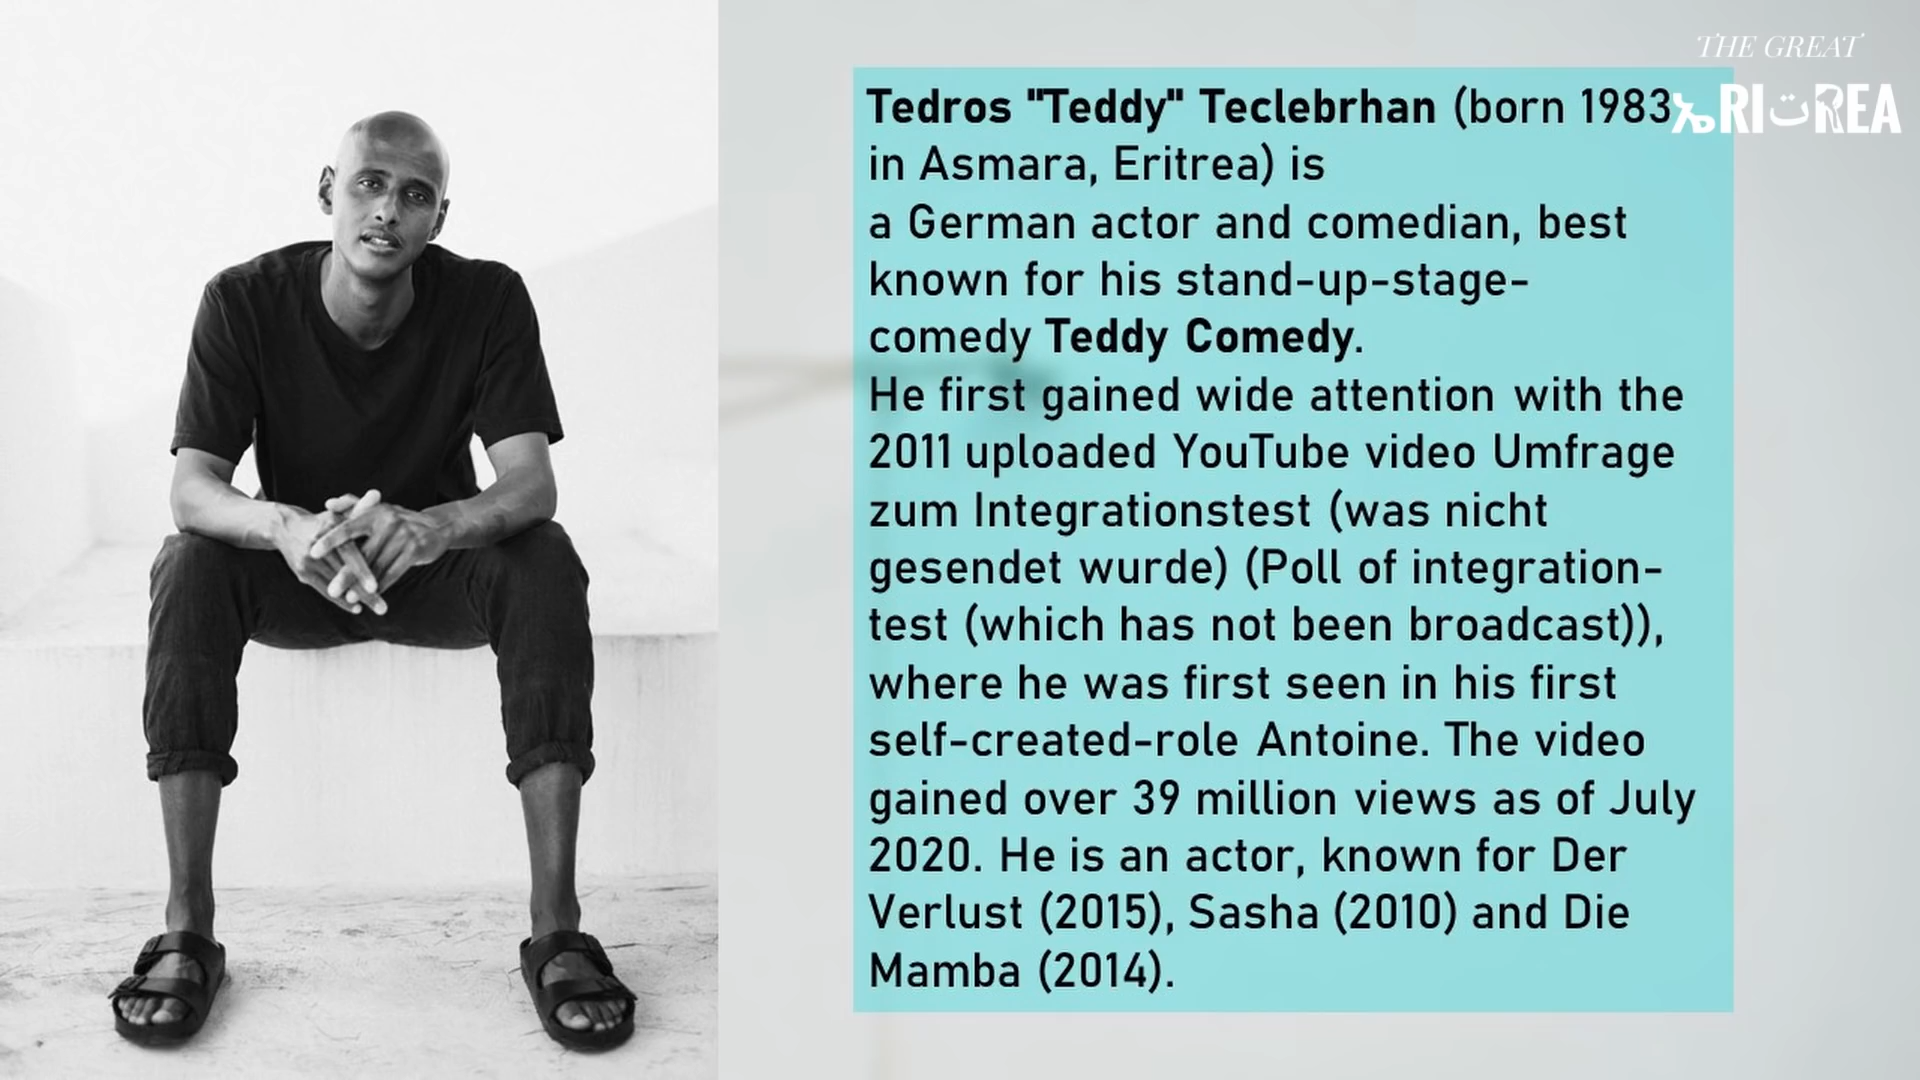 THE GREAT
ኤRIتREA
Tedros "Teddy" Teclebrhan (born 1983
in Asmara, Eritrea) is
a German actor and comedian, best
known for his stand-up-stage-
comedy Teddy Comedy.
He first gained wide attention with the
2011 uploaded YouTube video Umfrage
zum Integrationstest (was nicht
gesendet wurde) (Poll of integration-
test (which has not been broadcast)),
where he was first seen in his first
self-created-role Antoine. The video
gained over 39 million views as of July
2020. He is an actor, known for Der
Verlust (2015), Sasha (2010) and Die
Mamba (2014).